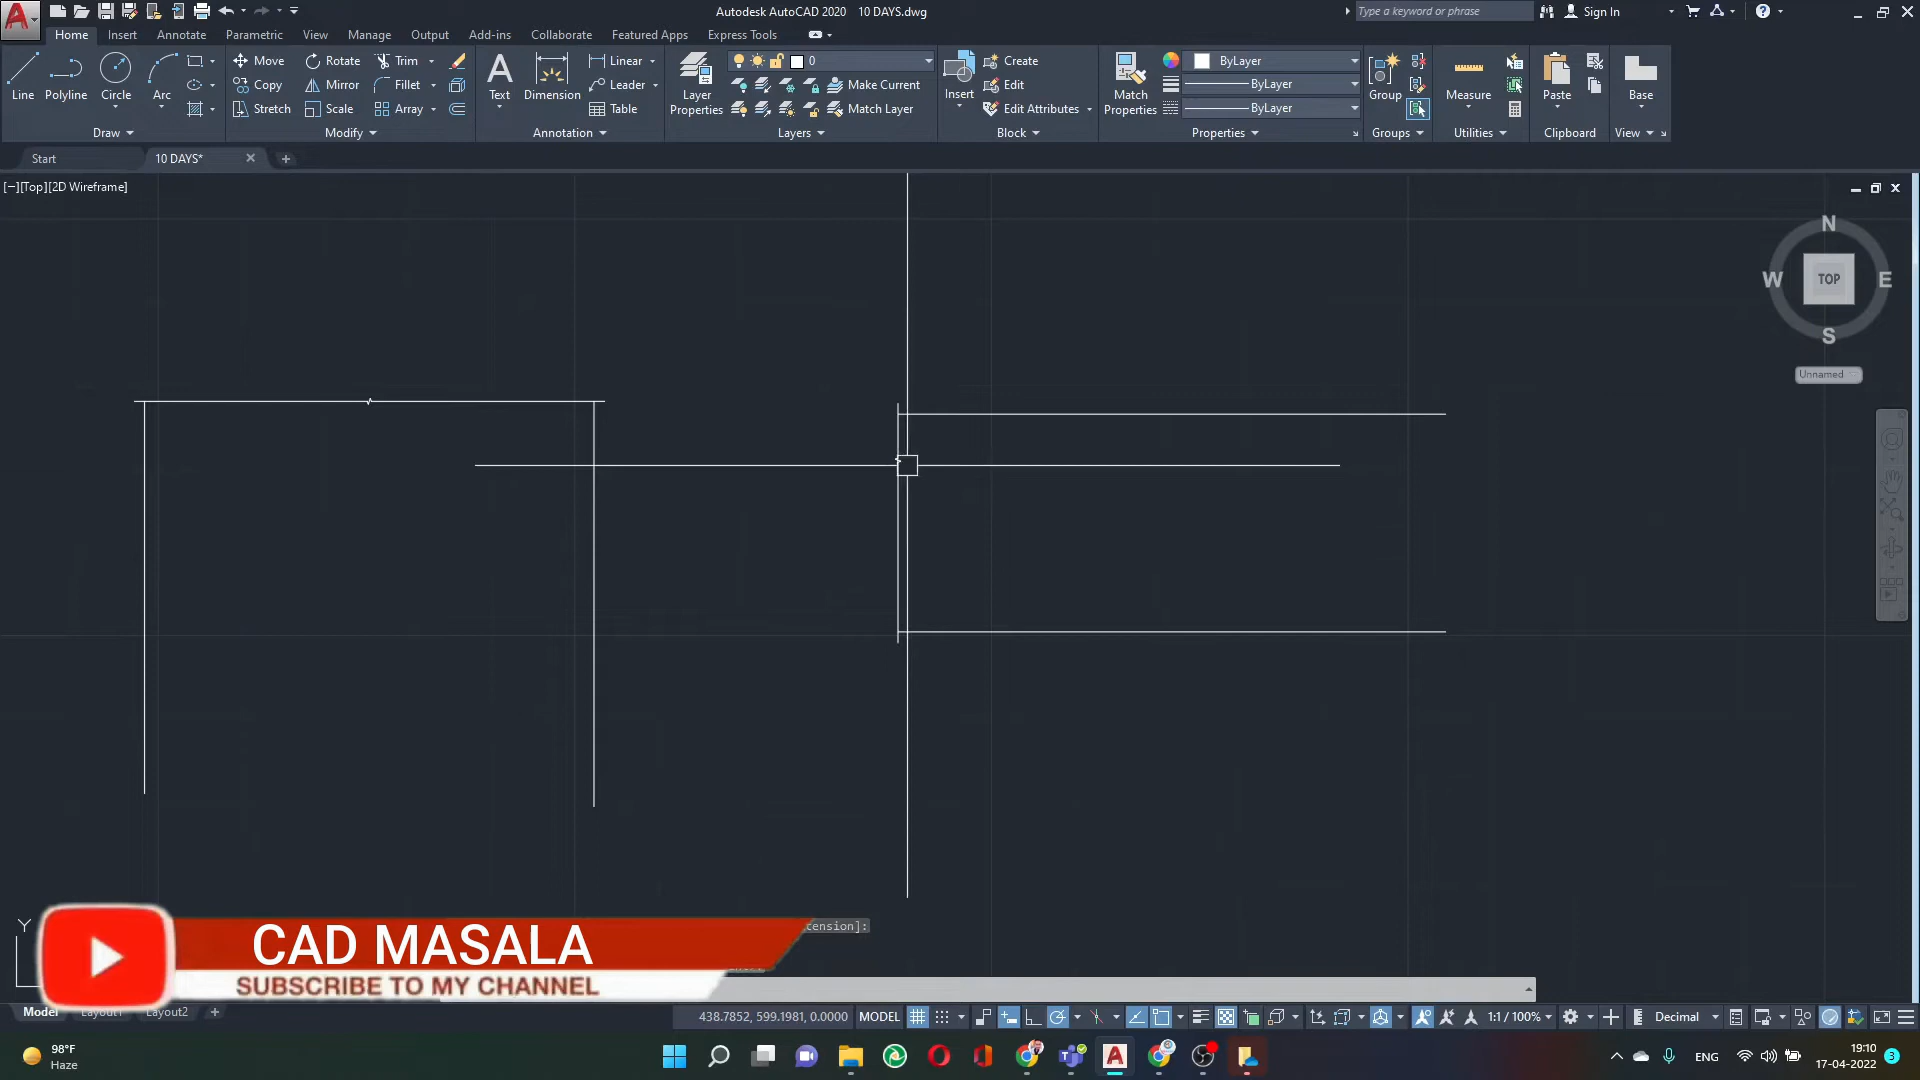 Autodesk AutoCAD 2020 10 DAYS.dwg
Type a keyword or phrase
Sign In
Home Insert Annotate Parametric View Manage Output Add-ins Collaborate Featured Apps Express Tools
Line Polyline Circle Arc
Draw
Move Rotate Trim
Copy Mirror Fillet
Stretch Scale Array
Modify
Text Dimension
Linear
Leader
Table
Annotation
Layer Properties
0
Make Current
Match Layer
Layers
Insert
Create
Edit
Edit Attributes
Block
Match Properties
ByLayer
ByLayer
ByLayer
Properties
Group
Groups
Measure
Utilities
Paste
Clipboard
Base
View
Start 10 DAYS*
[−][Top][2D Wireframe]
N
W TOP E
S
Unnamed
Y
tension]:
CAD MASALA
SUBSCRIBE TO MY CHANNEL
Model Layout1 Layout2
438.7852, 599.1981, 0.0000 MODEL
1:1 / 100%
Decimal
98°F
Haze
ENG
19:10
17-04-2022
3